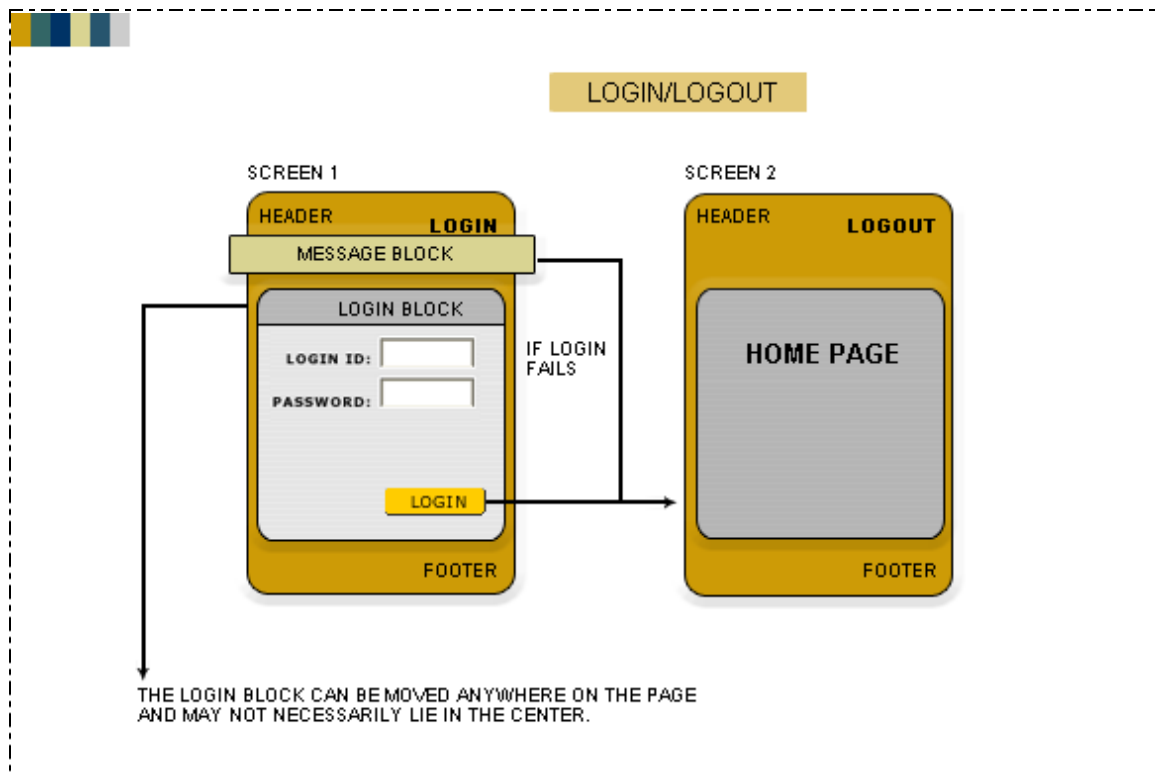 LOGIN/LOGOUT
SCREEN 1
HEADER
LOGIN
MESSAGE BLOCK
LOGIN BLOCK
LOGIN ID:
PASSWORD:
LOGIN
FOOTER
IF LOGIN
FAILS
SCREEN 2
HEADER
LOGOUT
HOME PAGE
FOOTER
THE LOGIN BLOCK CAN BE MOVED ANYWHERE ON THE PAGE
AND MAY NOT NECESSARILY LIE IN THE CENTER.